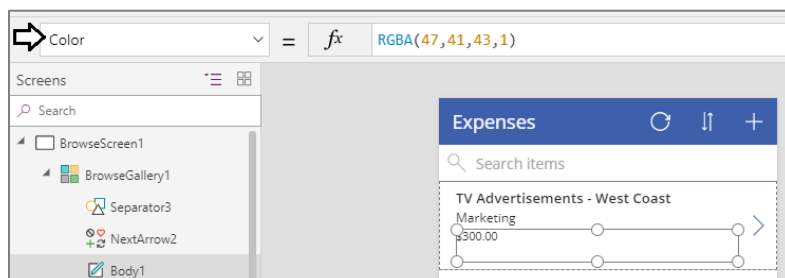 Color = fx RGBA(47,41,43,1)
Screens
Search
BrowseScreen1
BrowseGallery1
Separator3
NextArrow2
Body1
Expenses
Search items
TV Advertisements - West Coast
Marketing
$300.00